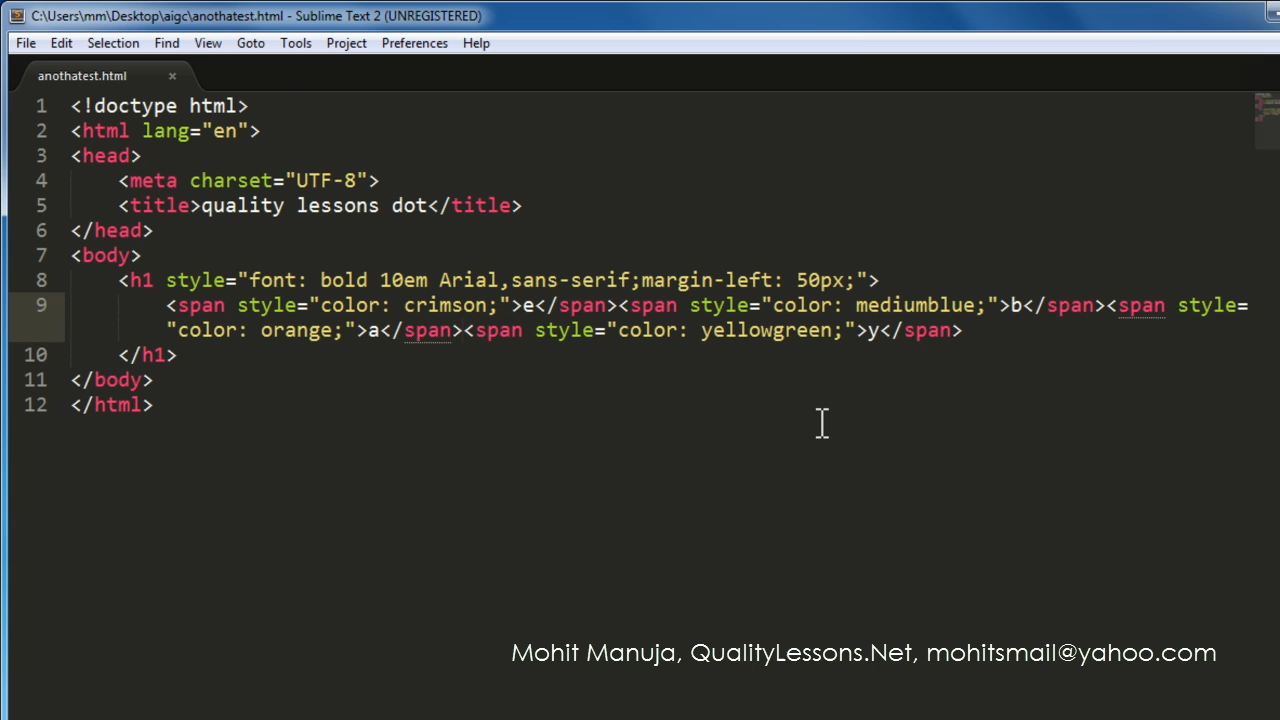 C:\Users\mm\Desktop\aigc\anothatest.html - Sublime Text 2 (UNREGISTERED)
File Edit Selection Find View Goto Tools Project Preferences Help
anothatest.html ×
1 <!doctype html>
2 <html lang="en">
3 <head>
4 <meta charset="UTF-8">
5 <title>quality lessons dot</title>
6 </head>
7 <body>
8 <h1 style="font: bold 10em Arial,sans-serif;margin-left: 50px;">
9 <span style="color: crimson;">e</span><span style="color: mediumblue;">b</span><span style=
"color: orange;">a</span><span style="color: yellowgreen;">y</span>
10 </h1>
11 </body>
12 </html>
Mohit Manuja, QualityLessons.Net, mohitsmail@yahoo.com